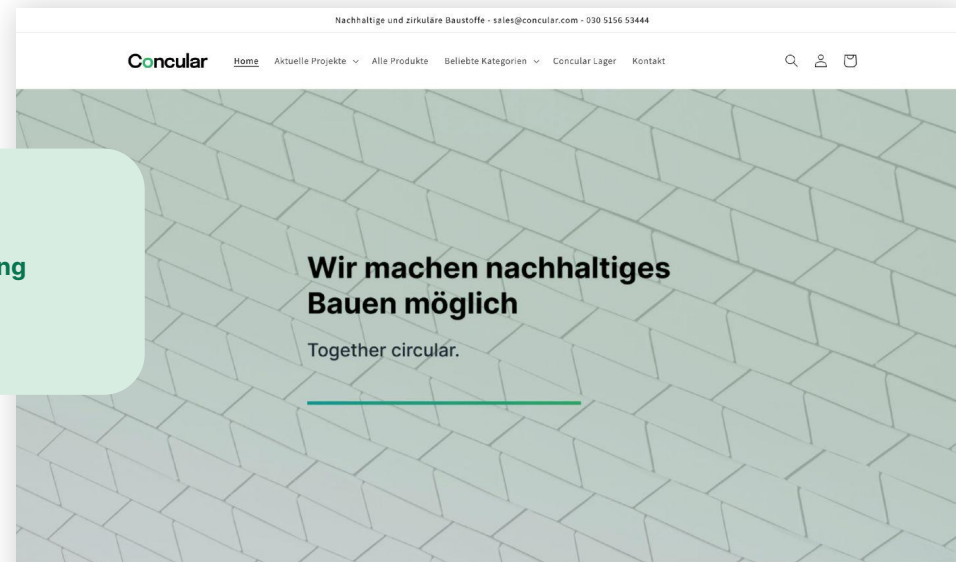 Nachhaltige und zirkuläre Baustoffe - sales@concular.com - 030 5156 53444
Concular Home Aktuelle Projekte Alle Produkte Beliebte Kategorien Concular Lager Kontakt
Wir machen nachhaltiges
Bauen möglich
Together circular.